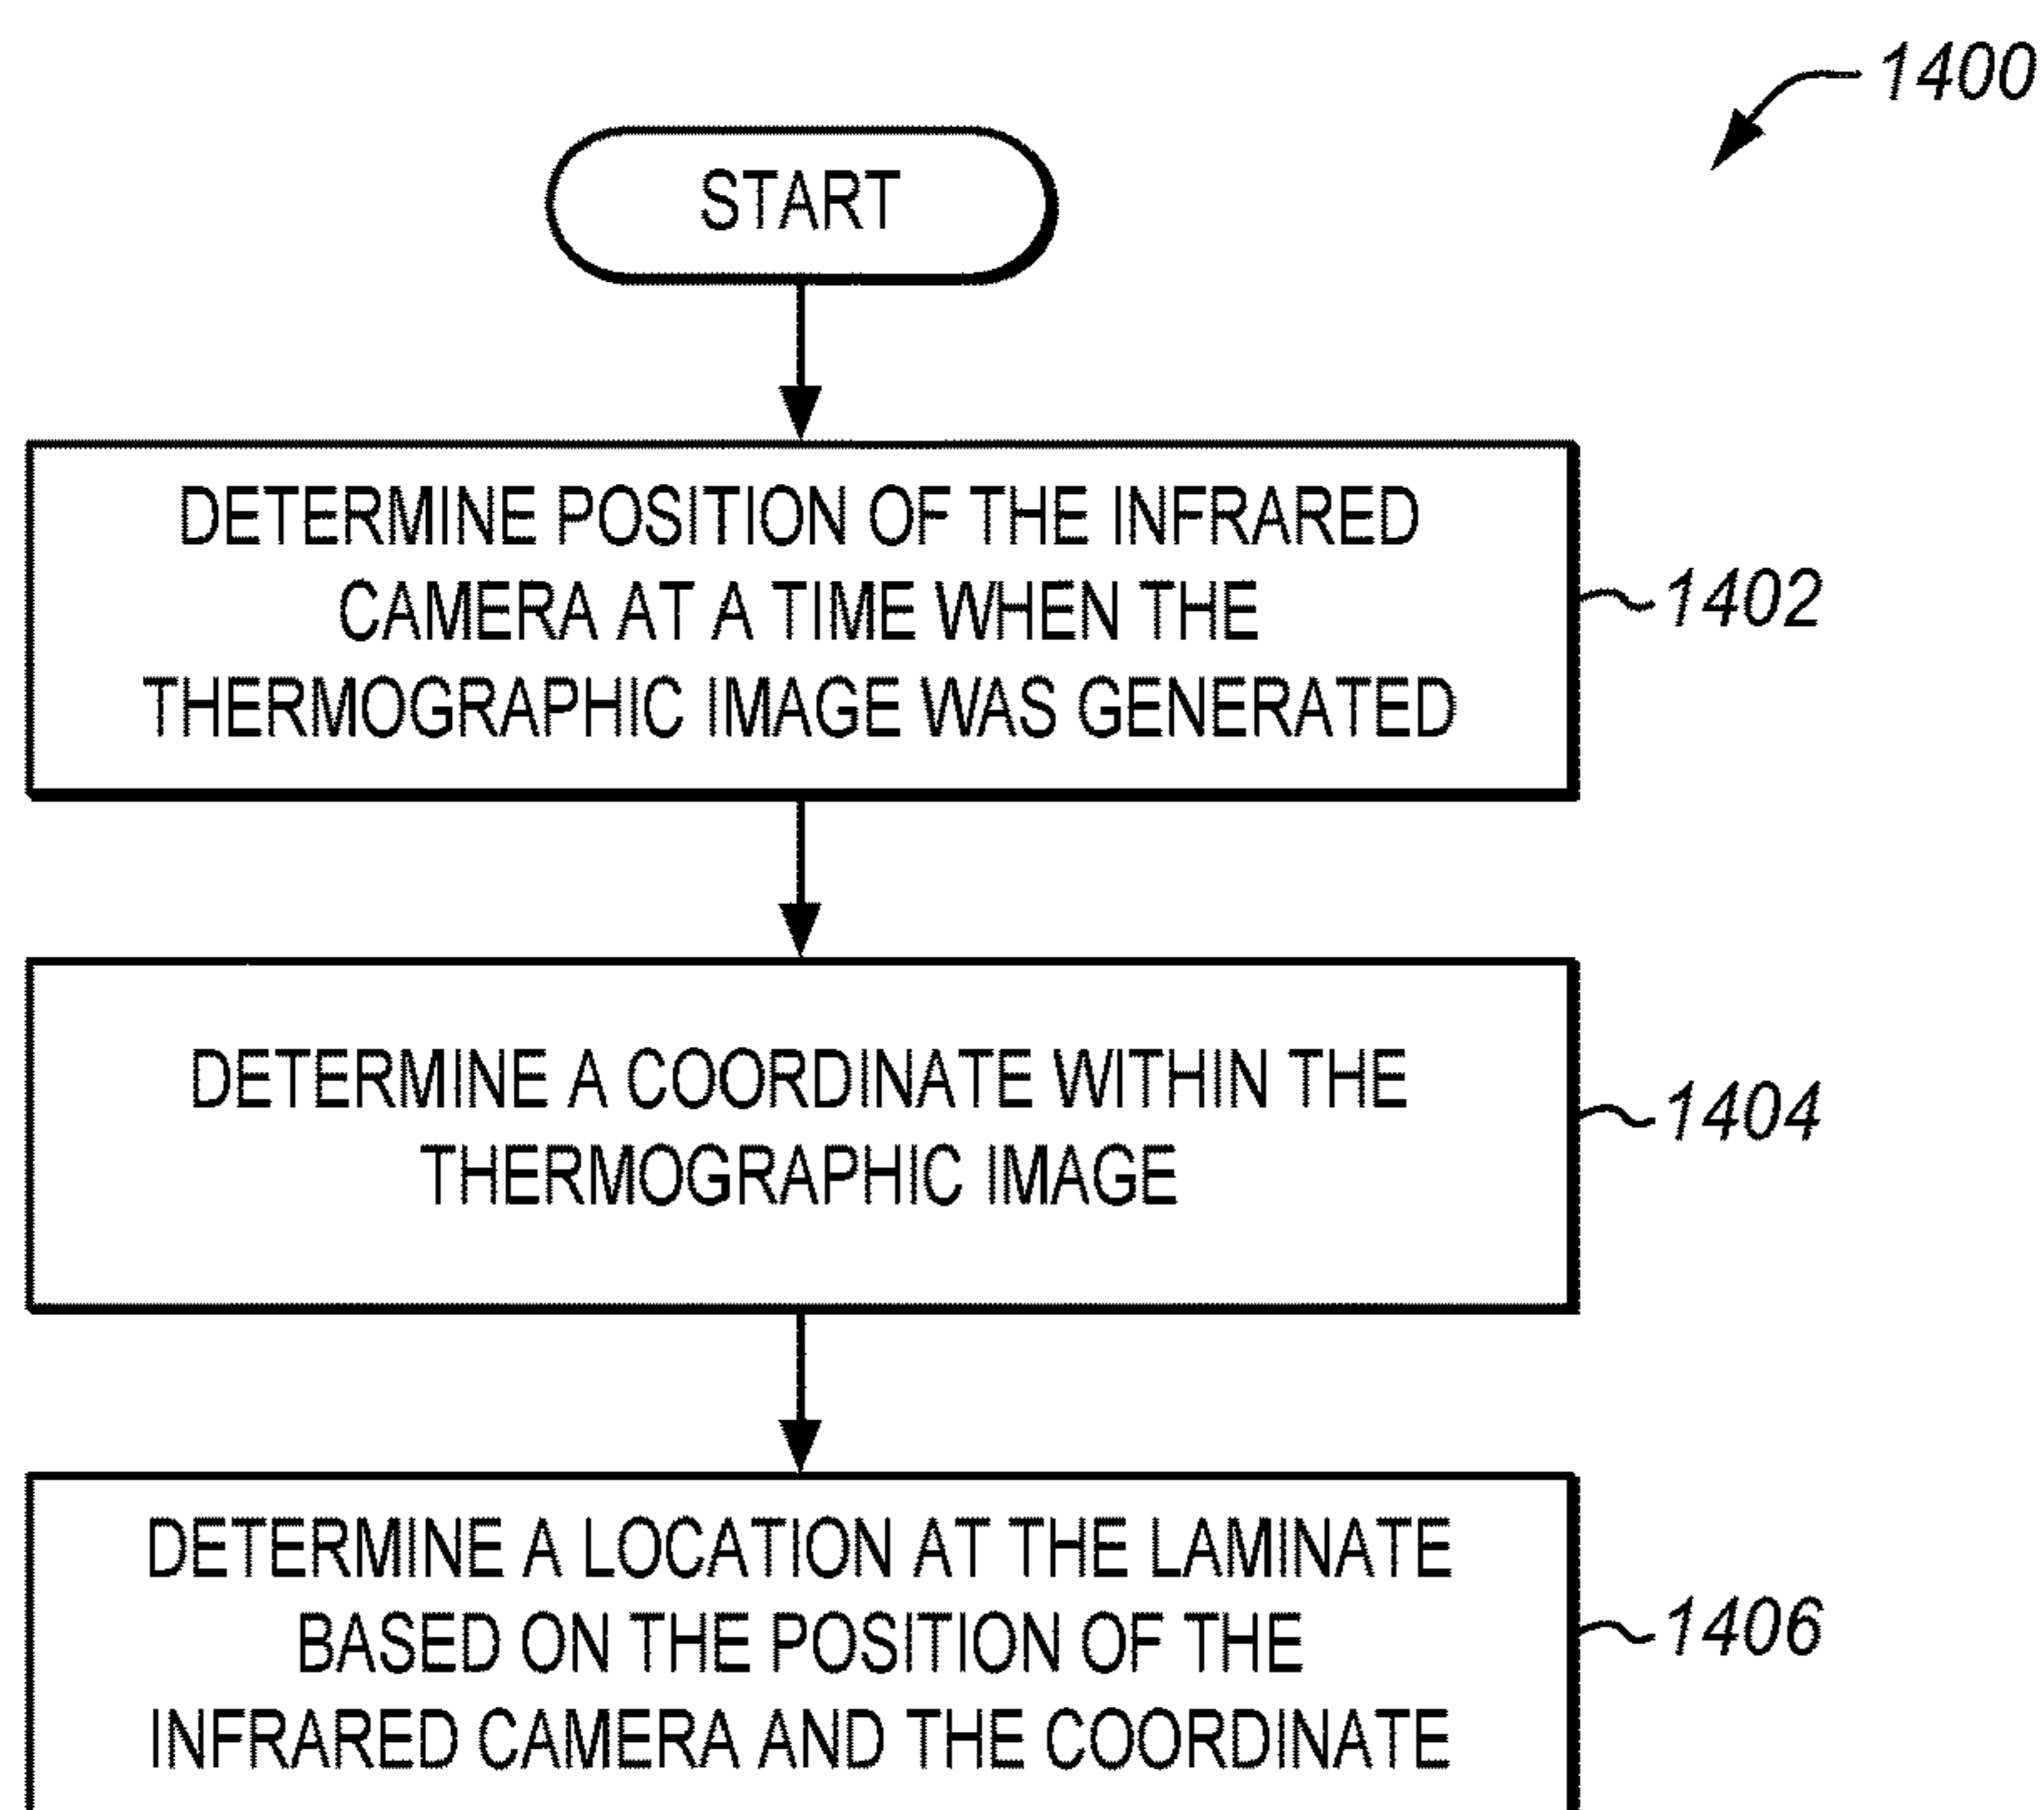 1400
START
DETERMINE POSITION OF THE INFRARED
CAMERA AT A TIME WHEN THE
THERMOGRAPHIC IMAGE WAS GENERATED
1402
DETERMINE A COORDINATE WITHIN THE
THERMOGRAPHIC IMAGE
1404
DETERMINE A LOCATION AT THE LAMINATE
BASED ON THE POSITION OF THE
INFRARED CAMERA AND THE COORDINATE
1406